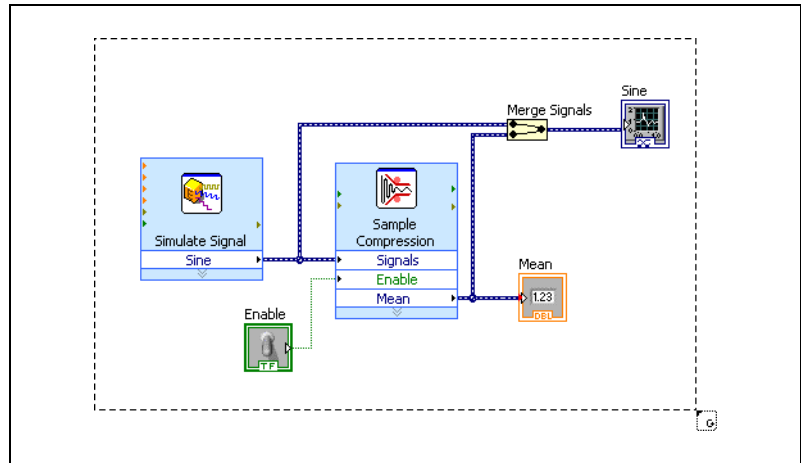 Sine
Merge Signals
Simulate Signal
Sine
Sample
Compression
Signals
Enable
Mean
Mean
1.23
DBL
Enable
TF
G